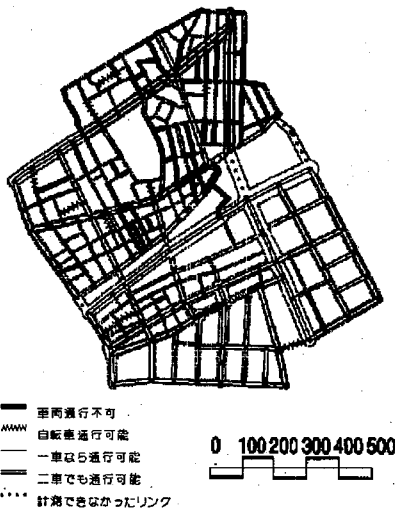 車両通行不可
自転車通行可能
一車なら通行可能
二車でも通行可能
計測できなかったリンク
0 100 200 300 400 500